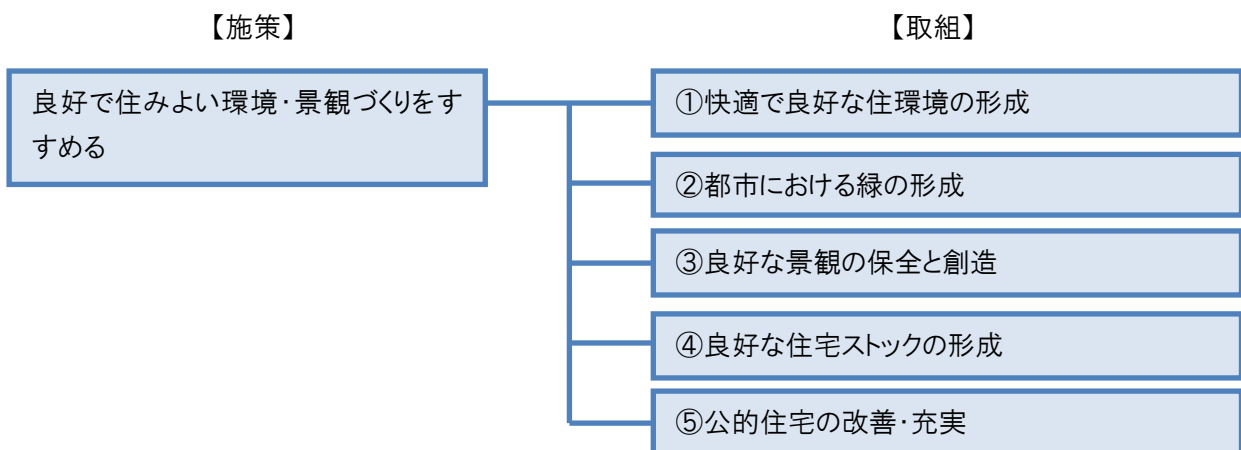 【施策】
【取組】
良好で住みよい環境・景観づくりをす
すめる
①快適で良好な住環境の形成
②都市における緑の形成
③良好な景観の保全と創造
④良好な住宅ストックの形成
⑤公的住宅の改善・充実